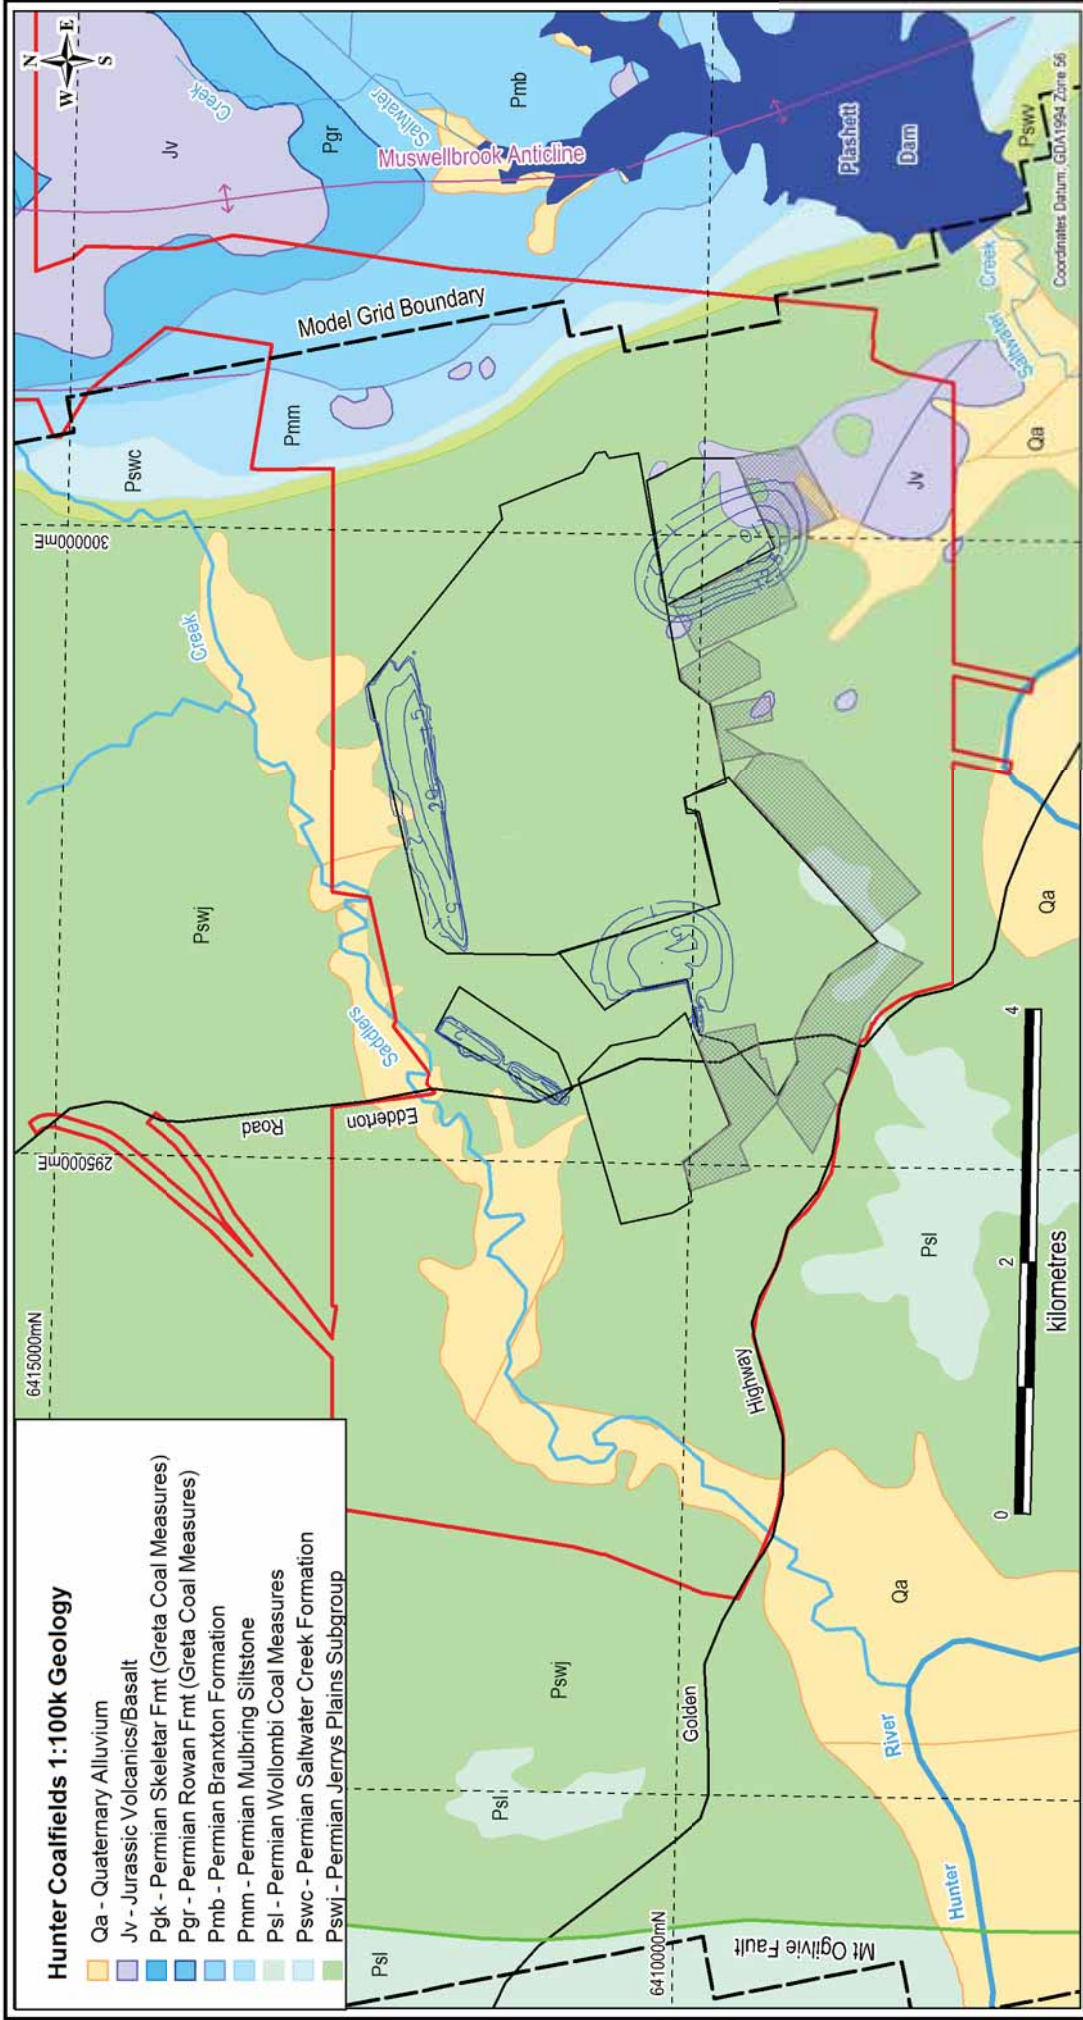 Hunter Coalfields 1:100k Geology
Qa - Quaternary Alluvium
Jv - Jurassic Volcanics/Basalt
Pgk - Permian Skeletar Fmt (Greta Coal Measures)
Pgr - Permian Rowan Fmt (Greta Coal Measures)
Pmb - Permian Branxton Formation
Pmm - Permian Mulbring Siltstone
Psl - Permian Wollombi Coal Measures
Pswc - Permian Saltwater Creek Formation
Pswj - Permian Jerrys Plains Subgroup
N
E
S
W
6415000mN
295000mE
300000mE
6410000mN
Road
Edderton
Creek
Saddlers
Pswj
Pswc
Pmm
Model Grid Boundary
Jv
Pgr
Creek
Saltwater
Pmb
Muswellbrook Anticline
Plashett
Dam
Pswv
Coordinates Datum: GDA1994 Zone 56
Saltwater
Creek
Qa
Jv
Qa
Psl
Highway
Golden
Pswj
Psl
Psl
Mt Ogilvie Fault
Qa
River
Hunter
0
2
4
kilometres